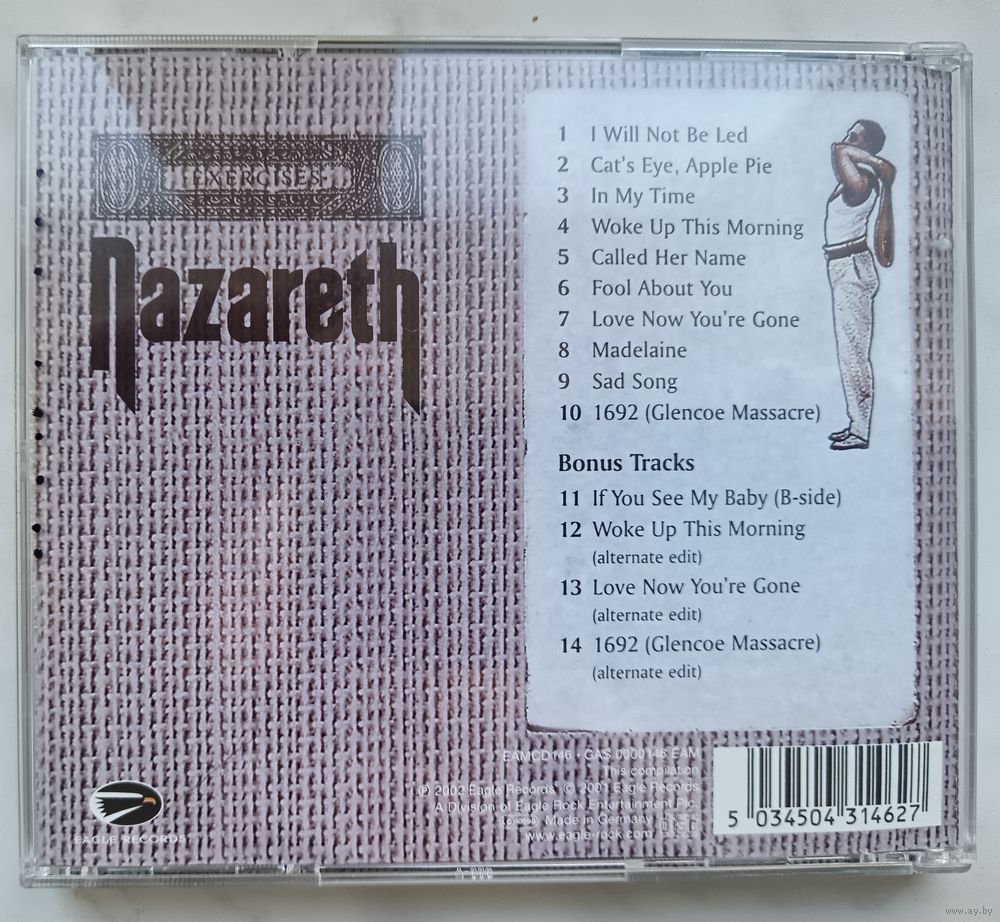 EXERCISES
nazareth
1 I Will Not Be Led
2 Cat's Eye, Apple Pie
3 In My Time
4 Woke Up This Morning
5 Called Her Name
6 Fool About You
7 Love Now You're Gone
8 Madelaine
9 Sad Song
10 1692 (Glencoe Massacre)
Bonus Tracks
11 If You See My Baby (B-side)
12 Woke Up This Morning
(alternate edit)
13 Love Now You're Gone
(alternate edit)
14 1692 (Glencoe Massacre)
(alternate edit)
EAMCD146 • GAS 0000146 EAM
This compilation
℗ 2002 Eagle Records © 2001 Eagle Records
A Division of Eagle Rock Entertainment Plc.
Made in Germany
www.eagle-rock.com
EAGLE RECORDS
5 034504 314627
www.ay.by